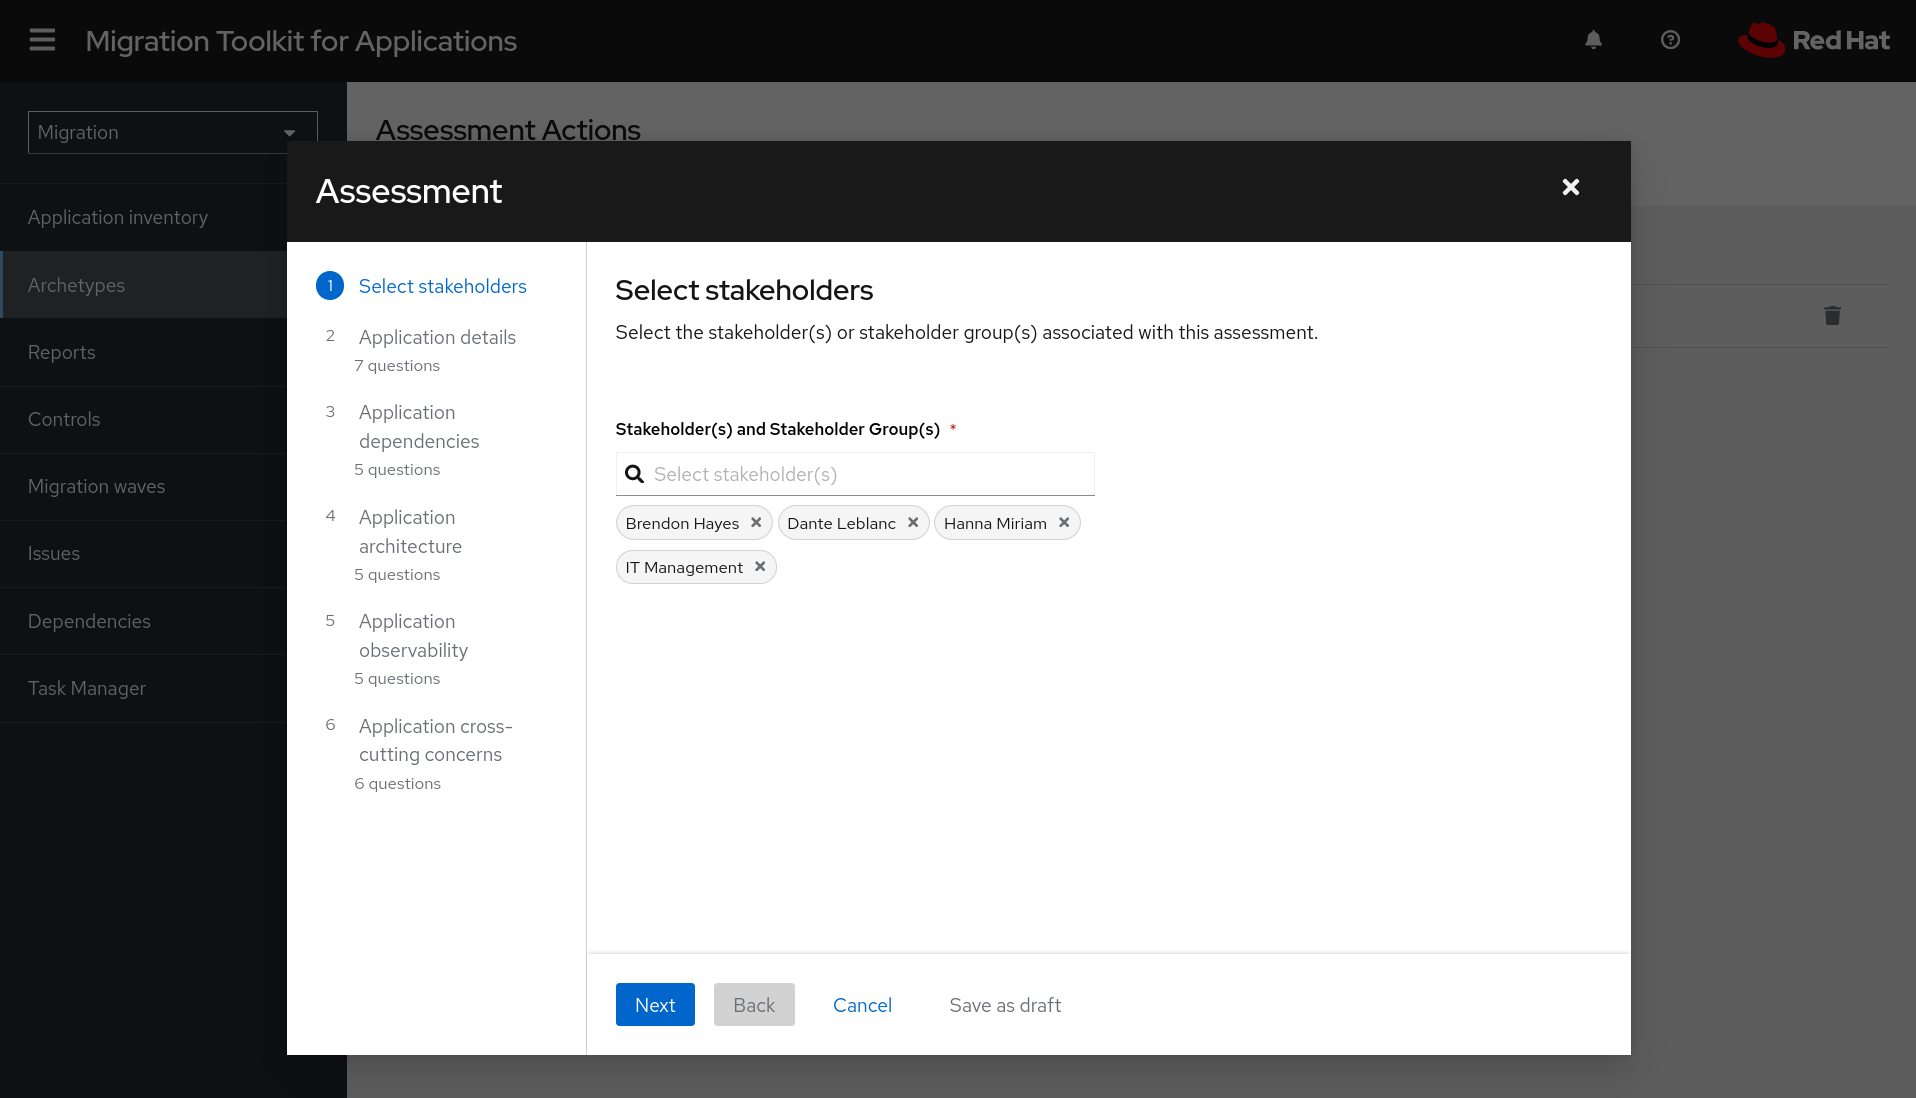 Migration Toolkit for Applications
Red Hat
Migration
Application inventory
Archetypes
Reports
Controls
Migration waves
Issues
Dependencies
Task Manager
Assessment Actions
Assessment
1 Select stakeholders
2 Application details
7 questions
3 Application
dependencies
5 questions
4 Application
architecture
5 questions
5 Application
observability
5 questions
6 Application cross-
cutting concerns
6 questions
Select stakeholders
Select the stakeholder(s) or stakeholder group(s) associated with this assessment.
Stakeholder(s) and Stakeholder Group(s) *
Select stakeholder(s)
Brendon Hayes Dante Leblanc Hanna Miriam
IT Management
Next Back Cancel Save as draft